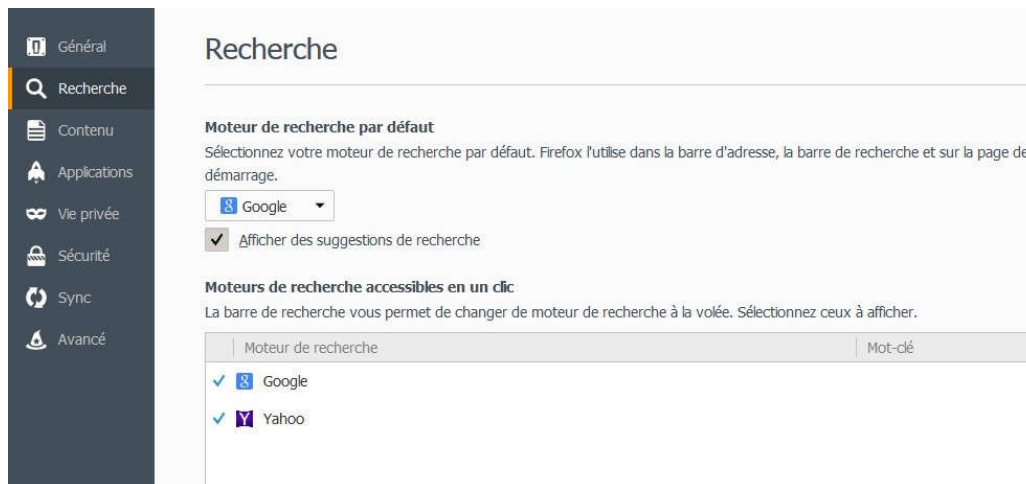 Général
Recherche
Contenu
Applications
Vie privée
Sécurité
Sync
Avancé
Recherche
Moteur de recherche par défaut
Sélectionnez votre moteur de recherche par défaut. Firefox l'utilise dans la barre d'adresse, la barre de recherche et sur la page de
démarrage.
Google
Afficher des suggestions de recherche
Moteurs de recherche accessibles en un clic
La barre de recherche vous permet de changer de moteur de recherche à la volée. Sélectionnez ceux à afficher.
Moteur de recherche Mot-clé
Google
Yahoo